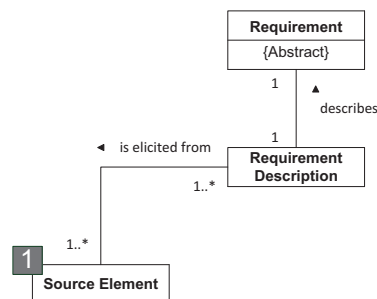 Requirement
{Abstract}
1
describes
1
is elicited from
Requirement
Description
1..*
1..*
1
Source Element